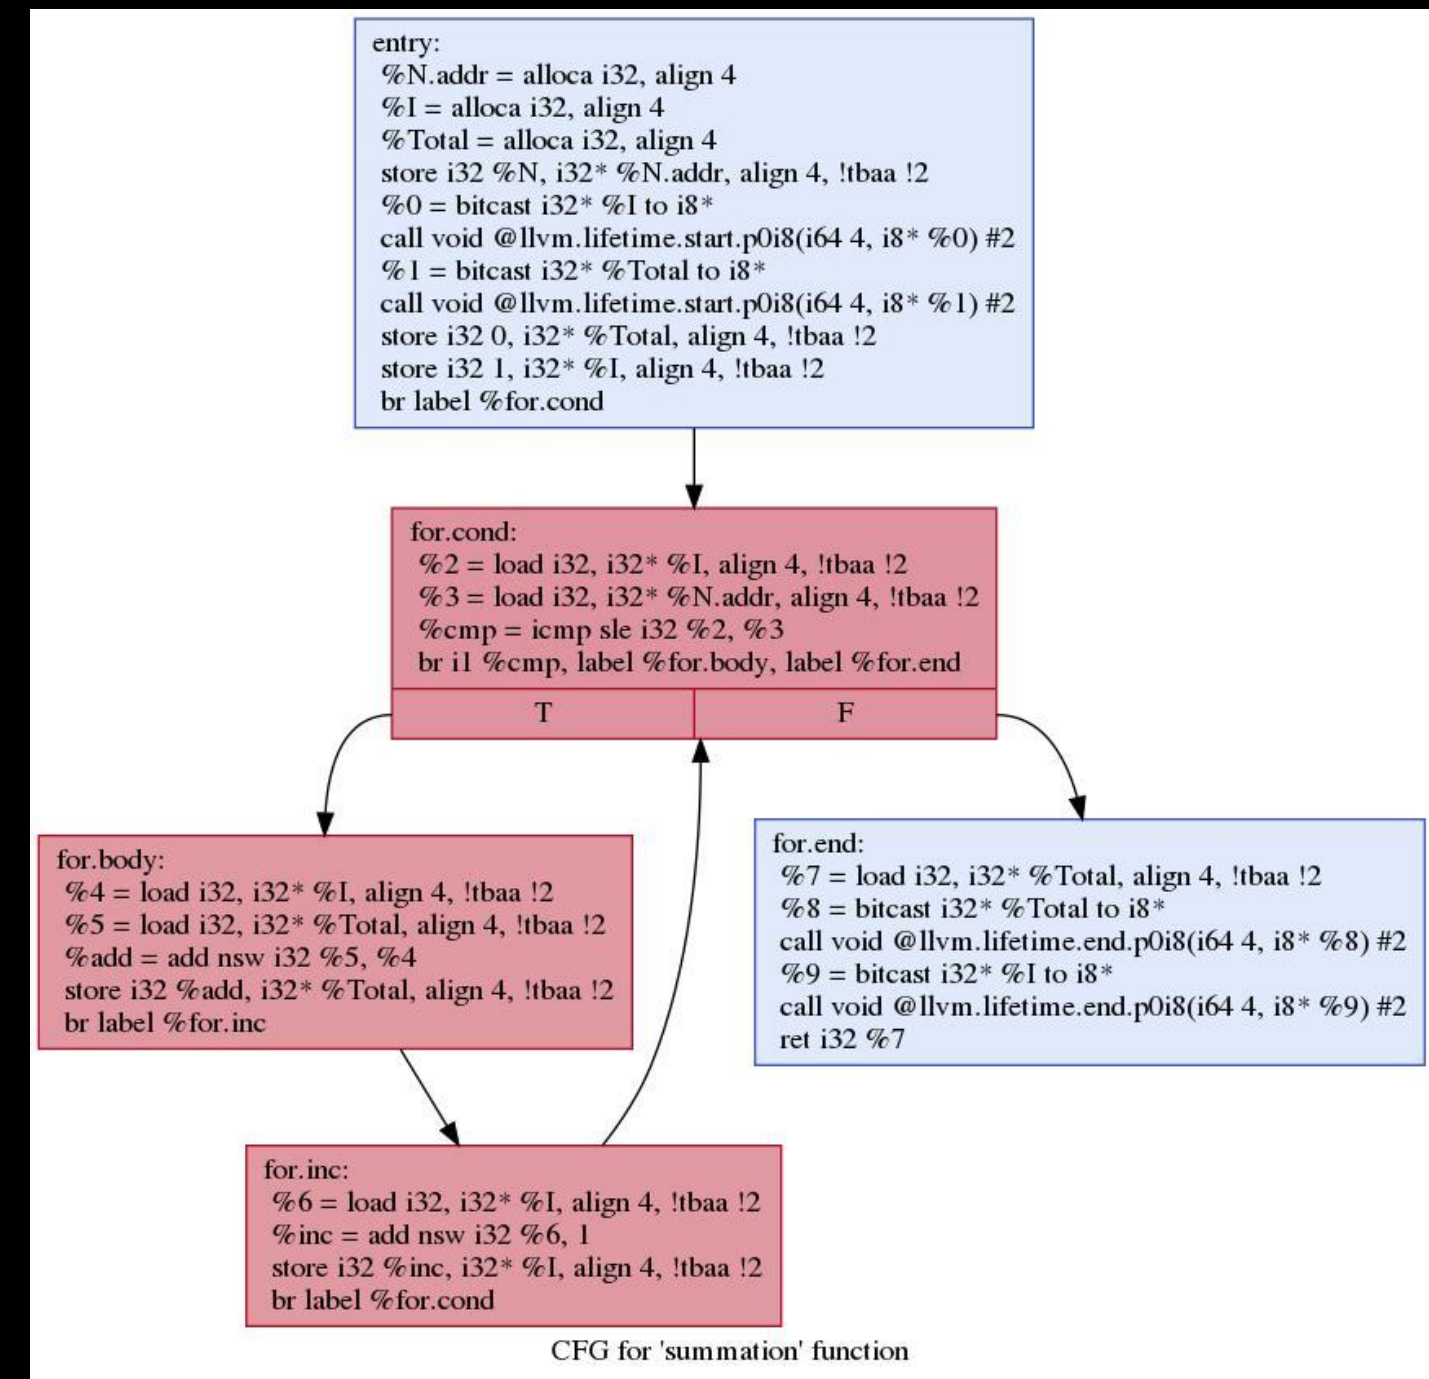 entry:
%N.addr = alloca i32, align 4
%I = alloca i32, align 4
%Total = alloca i32, align 4
store i32 %N, i32* %N.addr, align 4, !tbaa !2
%0 = bitcast i32* %I to i8*
call void @llvm.lifetime.start.p0i8(i64 4, i8* %0) #2
%1 = bitcast i32* %Total to i8*
call void @llvm.lifetime.start.p0i8(i64 4, i8* %1) #2
store i32 0, i32* %Total, align 4, !tbaa !2
store i32 1, i32* %I, align 4, !tbaa !2
br label %for.cond
for.cond:
%2 = load i32, i32* %I, align 4, !tbaa !2
%3 = load i32, i32* %N.addr, align 4, !tbaa !2
%cmp = icmp sle i32 %2, %3
br i1 %cmp, label %for.body, label %for.end
T
F
for.body:
%4 = load i32, i32* %I, align 4, !tbaa !2
%5 = load i32, i32* %Total, align 4, !tbaa !2
%add = add nsw i32 %5, %4
store i32 %add, i32* %Total, align 4, !tbaa !2
br label %for.inc
for.end:
%7 = load i32, i32* %Total, align 4, !tbaa !2
%8 = bitcast i32* %Total to i8*
call void @llvm.lifetime.end.p0i8(i64 4, i8* %8) #2
%9 = bitcast i32* %I to i8*
call void @llvm.lifetime.end.p0i8(i64 4, i8* %9) #2
ret i32 %7
for.inc:
%6 = load i32, i32* %I, align 4, !tbaa !2
%inc = add nsw i32 %6, 1
store i32 %inc, i32* %I, align 4, !tbaa !2
br label %for.cond
CFG for 'summation' function